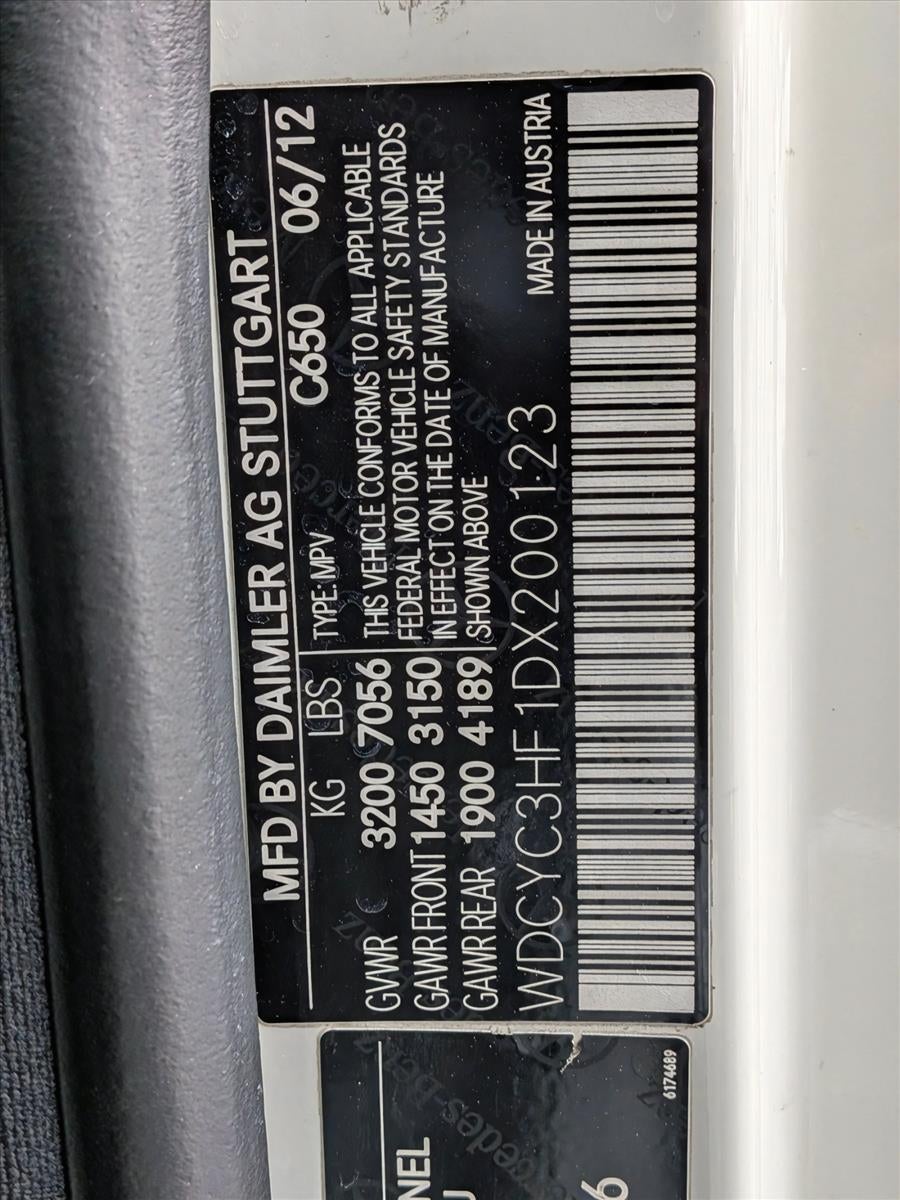 MFD BY DAIMLER AG STUTTGART
C650 06/12
KG LBS TYPE: MPV
GVWR 3200 7056 THIS VEHICLE CONFORMS TO ALL APPLICABLE
FEDERAL MOTOR VEHICLE SAFETY STANDARDS
GAWR FRONT 1450 3150 IN EFFECT ON THE DATE OF MANUFACTURE
GAWR REAR 1900 4189 SHOWN ABOVE
MADE IN AUSTRIA
WDCYC3HF1DX200123
NEL
6
6174689